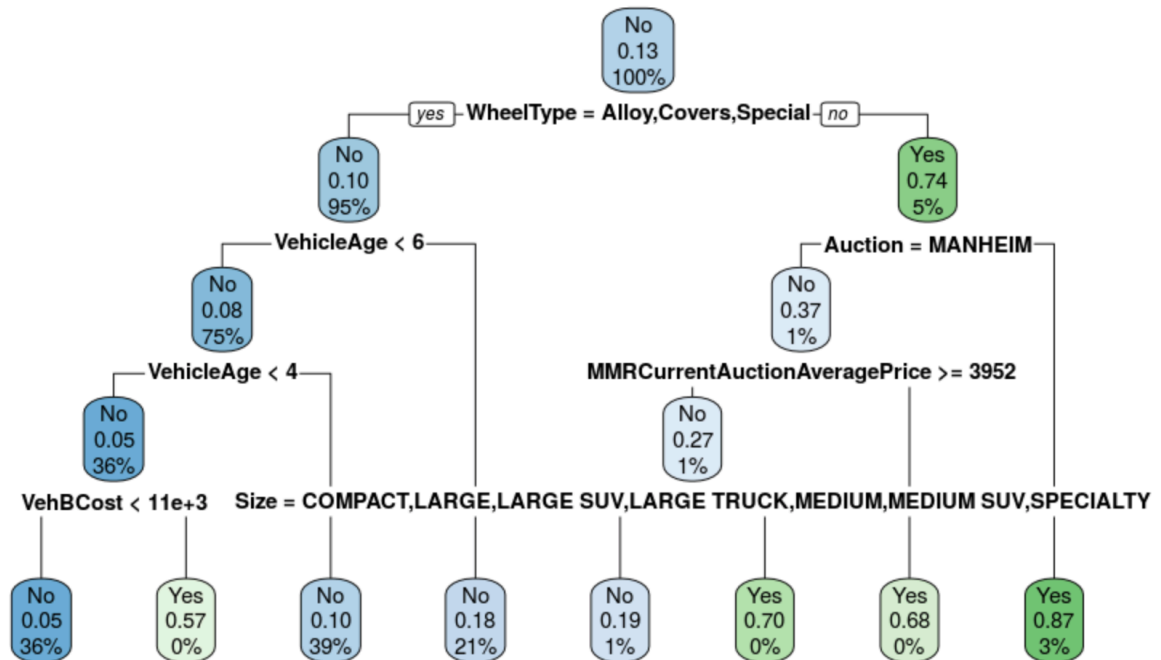 No
0.13
100%
yes WheelType = Alloy,Covers,Special no
No
0.10
95%
Yes
0.74
5%
VehicleAge < 6
Auction = MANHEIM
No
0.08
75%
No
0.37
1%
VehicleAge < 4
MMRCurrentAuctionAveragePrice >= 3952
No
0.05
36%
No
0.27
1%
VehBCost < 11e+3
Size = COMPACT,LARGE,LARGE SUV,LARGE TRUCK,MEDIUM,MEDIUM SUV,SPECIALTY
No
0.05
36%
Yes
0.57
0%
No
0.10
39%
No
0.18
21%
No
0.19
1%
Yes
0.70
0%
Yes
0.68
0%
Yes
0.87
3%